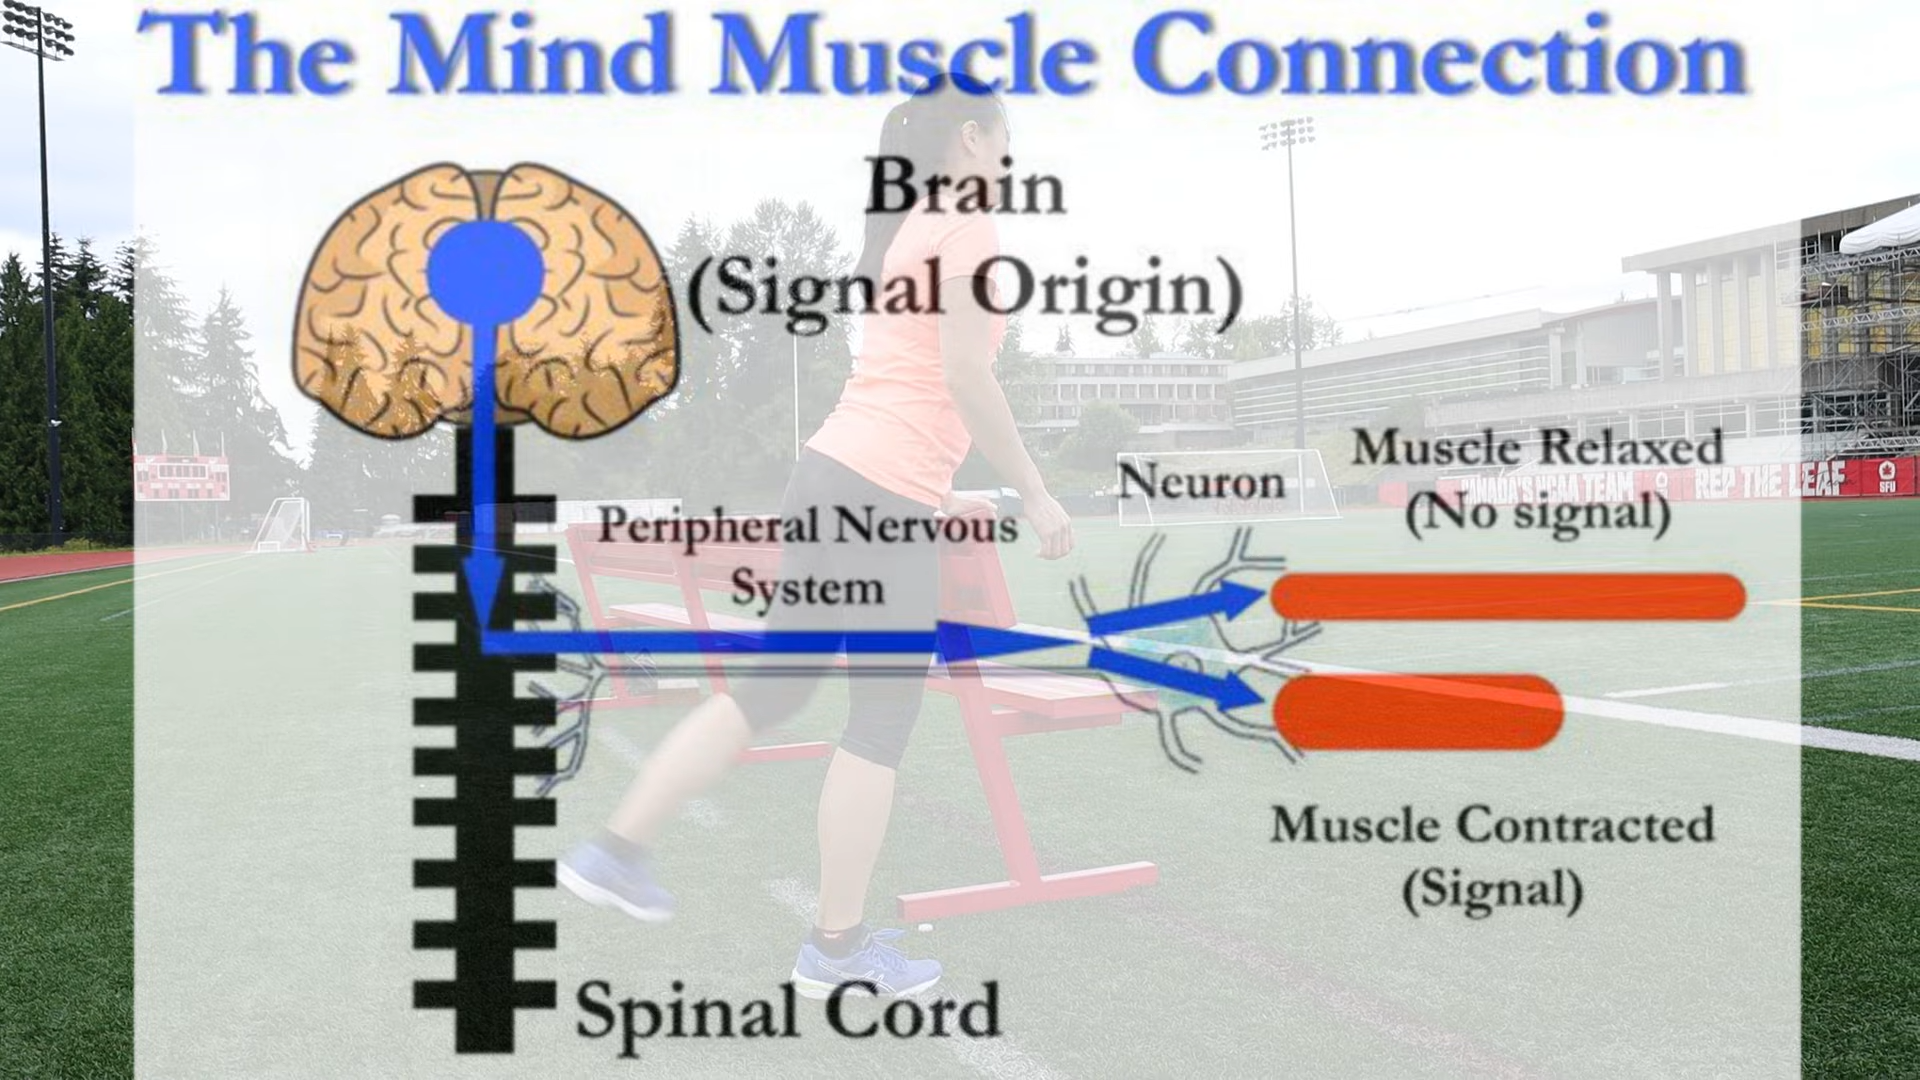 The Mind Muscle Connection
Brain
(Signal Origin)
Peripheral Nervous
System
Neuron
Muscle Relaxed
(No signal)
Muscle Contracted
(Signal)
Spinal Cord
CANADA'S NCAA TEAM
REP THE LEAF
SFU